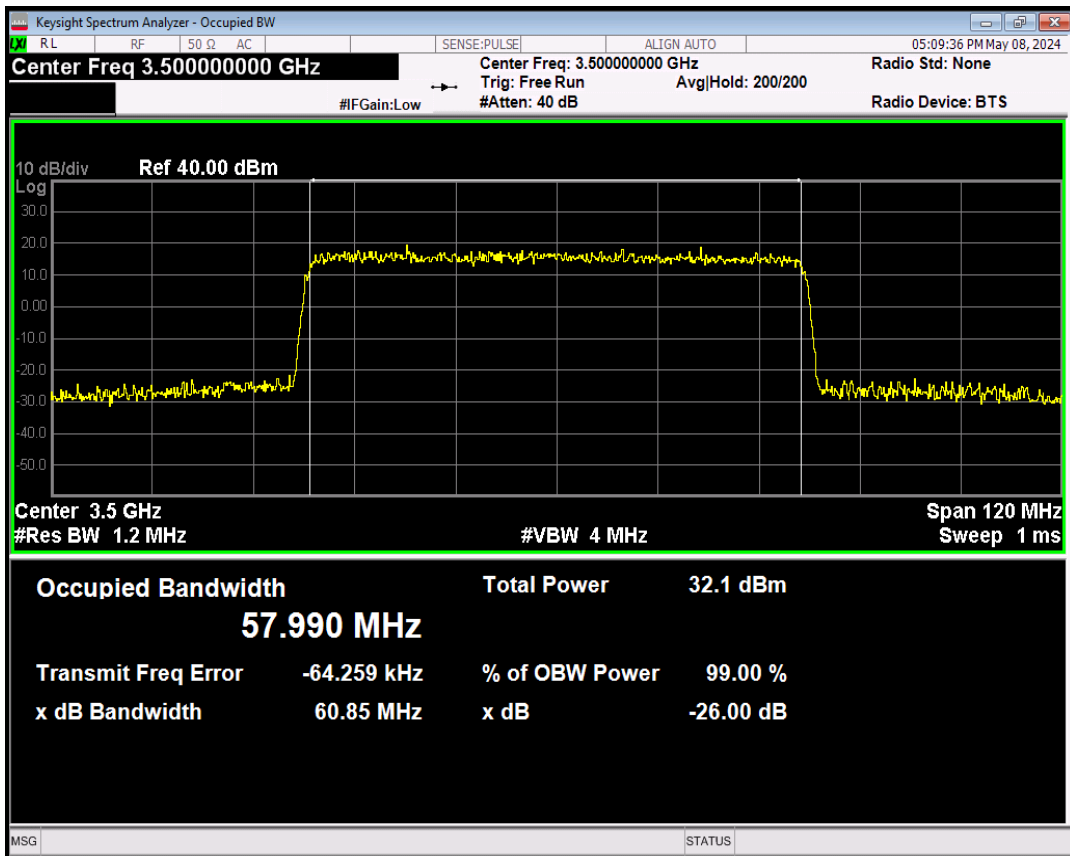 Keysight Spectrum Analyzer - Occupied BW
LXI RL RF 50 Ω AC SENSE:PULSE ALIGN AUTO 05:09:36 PM May 08, 2024
Center Freq 3.500000000 GHz
Center Freq: 3.500000000 GHz
Radio Std: None
Trig: Free Run Avg|Hold: 200/200
#IFGain:Low
#Atten: 40 dB
Radio Device: BTS
10 dB/div Ref 40.00 dBm
Log
30.0
20.0
10.0
0.00
-10.0
-20.0
-30.0
-40.0
-50.0
Center 3.5 GHz Span 120 MHz
#Res BW 1.2 MHz #VBW 4 MHz Sweep 1 ms
Occupied Bandwidth Total Power 32.1 dBm
57.990 MHz
Transmit Freq Error -64.259 kHz % of OBW Power 99.00 %
x dB Bandwidth 60.85 MHz x dB -26.00 dB
MSG STATUS